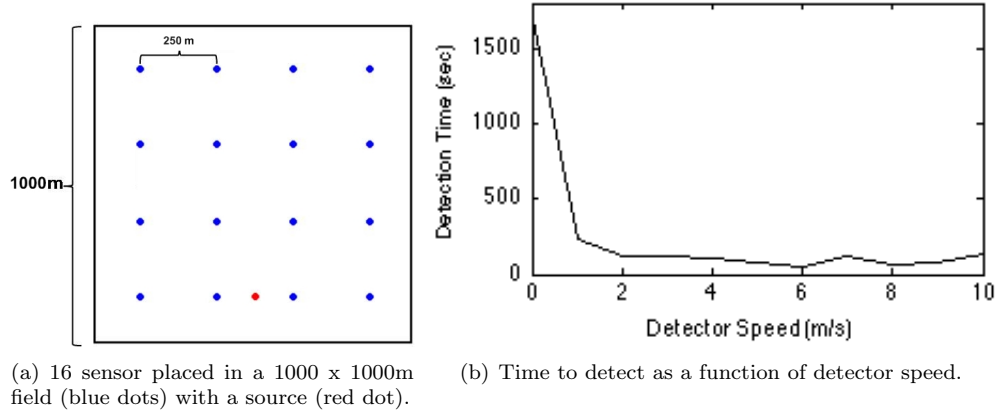 250 m
1000m
(a) 16 sensor placed in a 1000 x 1000m
field (blue dots) with a source (red dot).
Detection Time (sec)
1500
1000
500
0
0 2 4 6 8 10
Detector Speed (m/s)
(b) Time to detect as a function of detector speed.